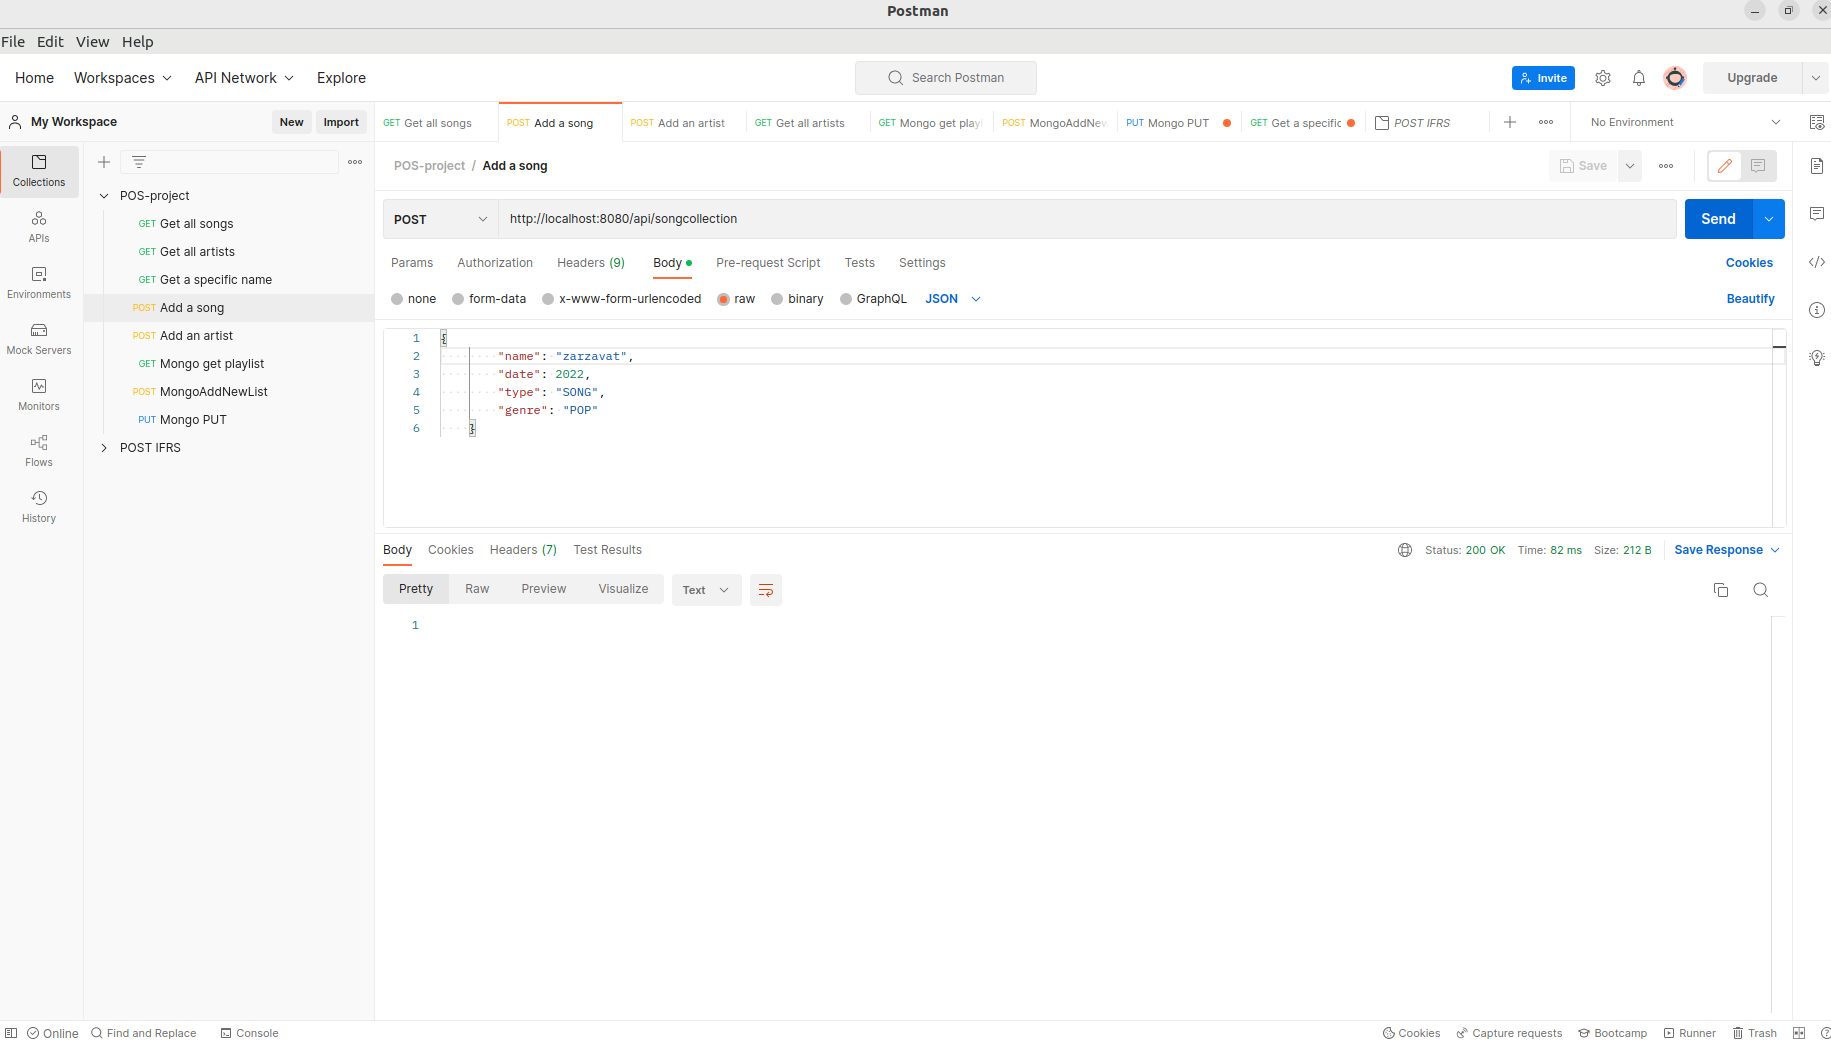 Postman
File Edit View Help
Home Workspaces API Network Explore Search Postman Invite Upgrade
My Workspace New Import GET Get all songs POST Add a song POST Add an artist GET Get all artists GET Mongo get play POST MongoAddNew PUT Mongo PUT GET Get a specific POST IFRS No Environment
Collections
APIs
Environments
Mock Servers
Monitors
Flows
History
POS-project
GET Get all songs
GET Get all artists
GET Get a specific name
POST Add a song
POST Add an artist
GET Mongo get playlist
POST MongoAddNewList
PUT Mongo PUT
POST IFRS
POS-project / Add a song Save
POST http://localhost:8080/api/songcollection Send
Params Authorization Headers (9) Body Pre-request Script Tests Settings Cookies
none form-data x-www-form-urlencoded raw binary GraphQL JSON Beautify
1 {
2 "name": "zarzavat",
3 "date": 2022,
4 "type": "SONG",
5 "genre": "POP"
6 }
Body Cookies Headers (7) Test Results Status: 200 OK Time: 82 ms Size: 212 B Save Response
Pretty Raw Preview Visualize Text
1
Online Find and Replace Console Cookies Capture requests Bootcamp Runner Trash